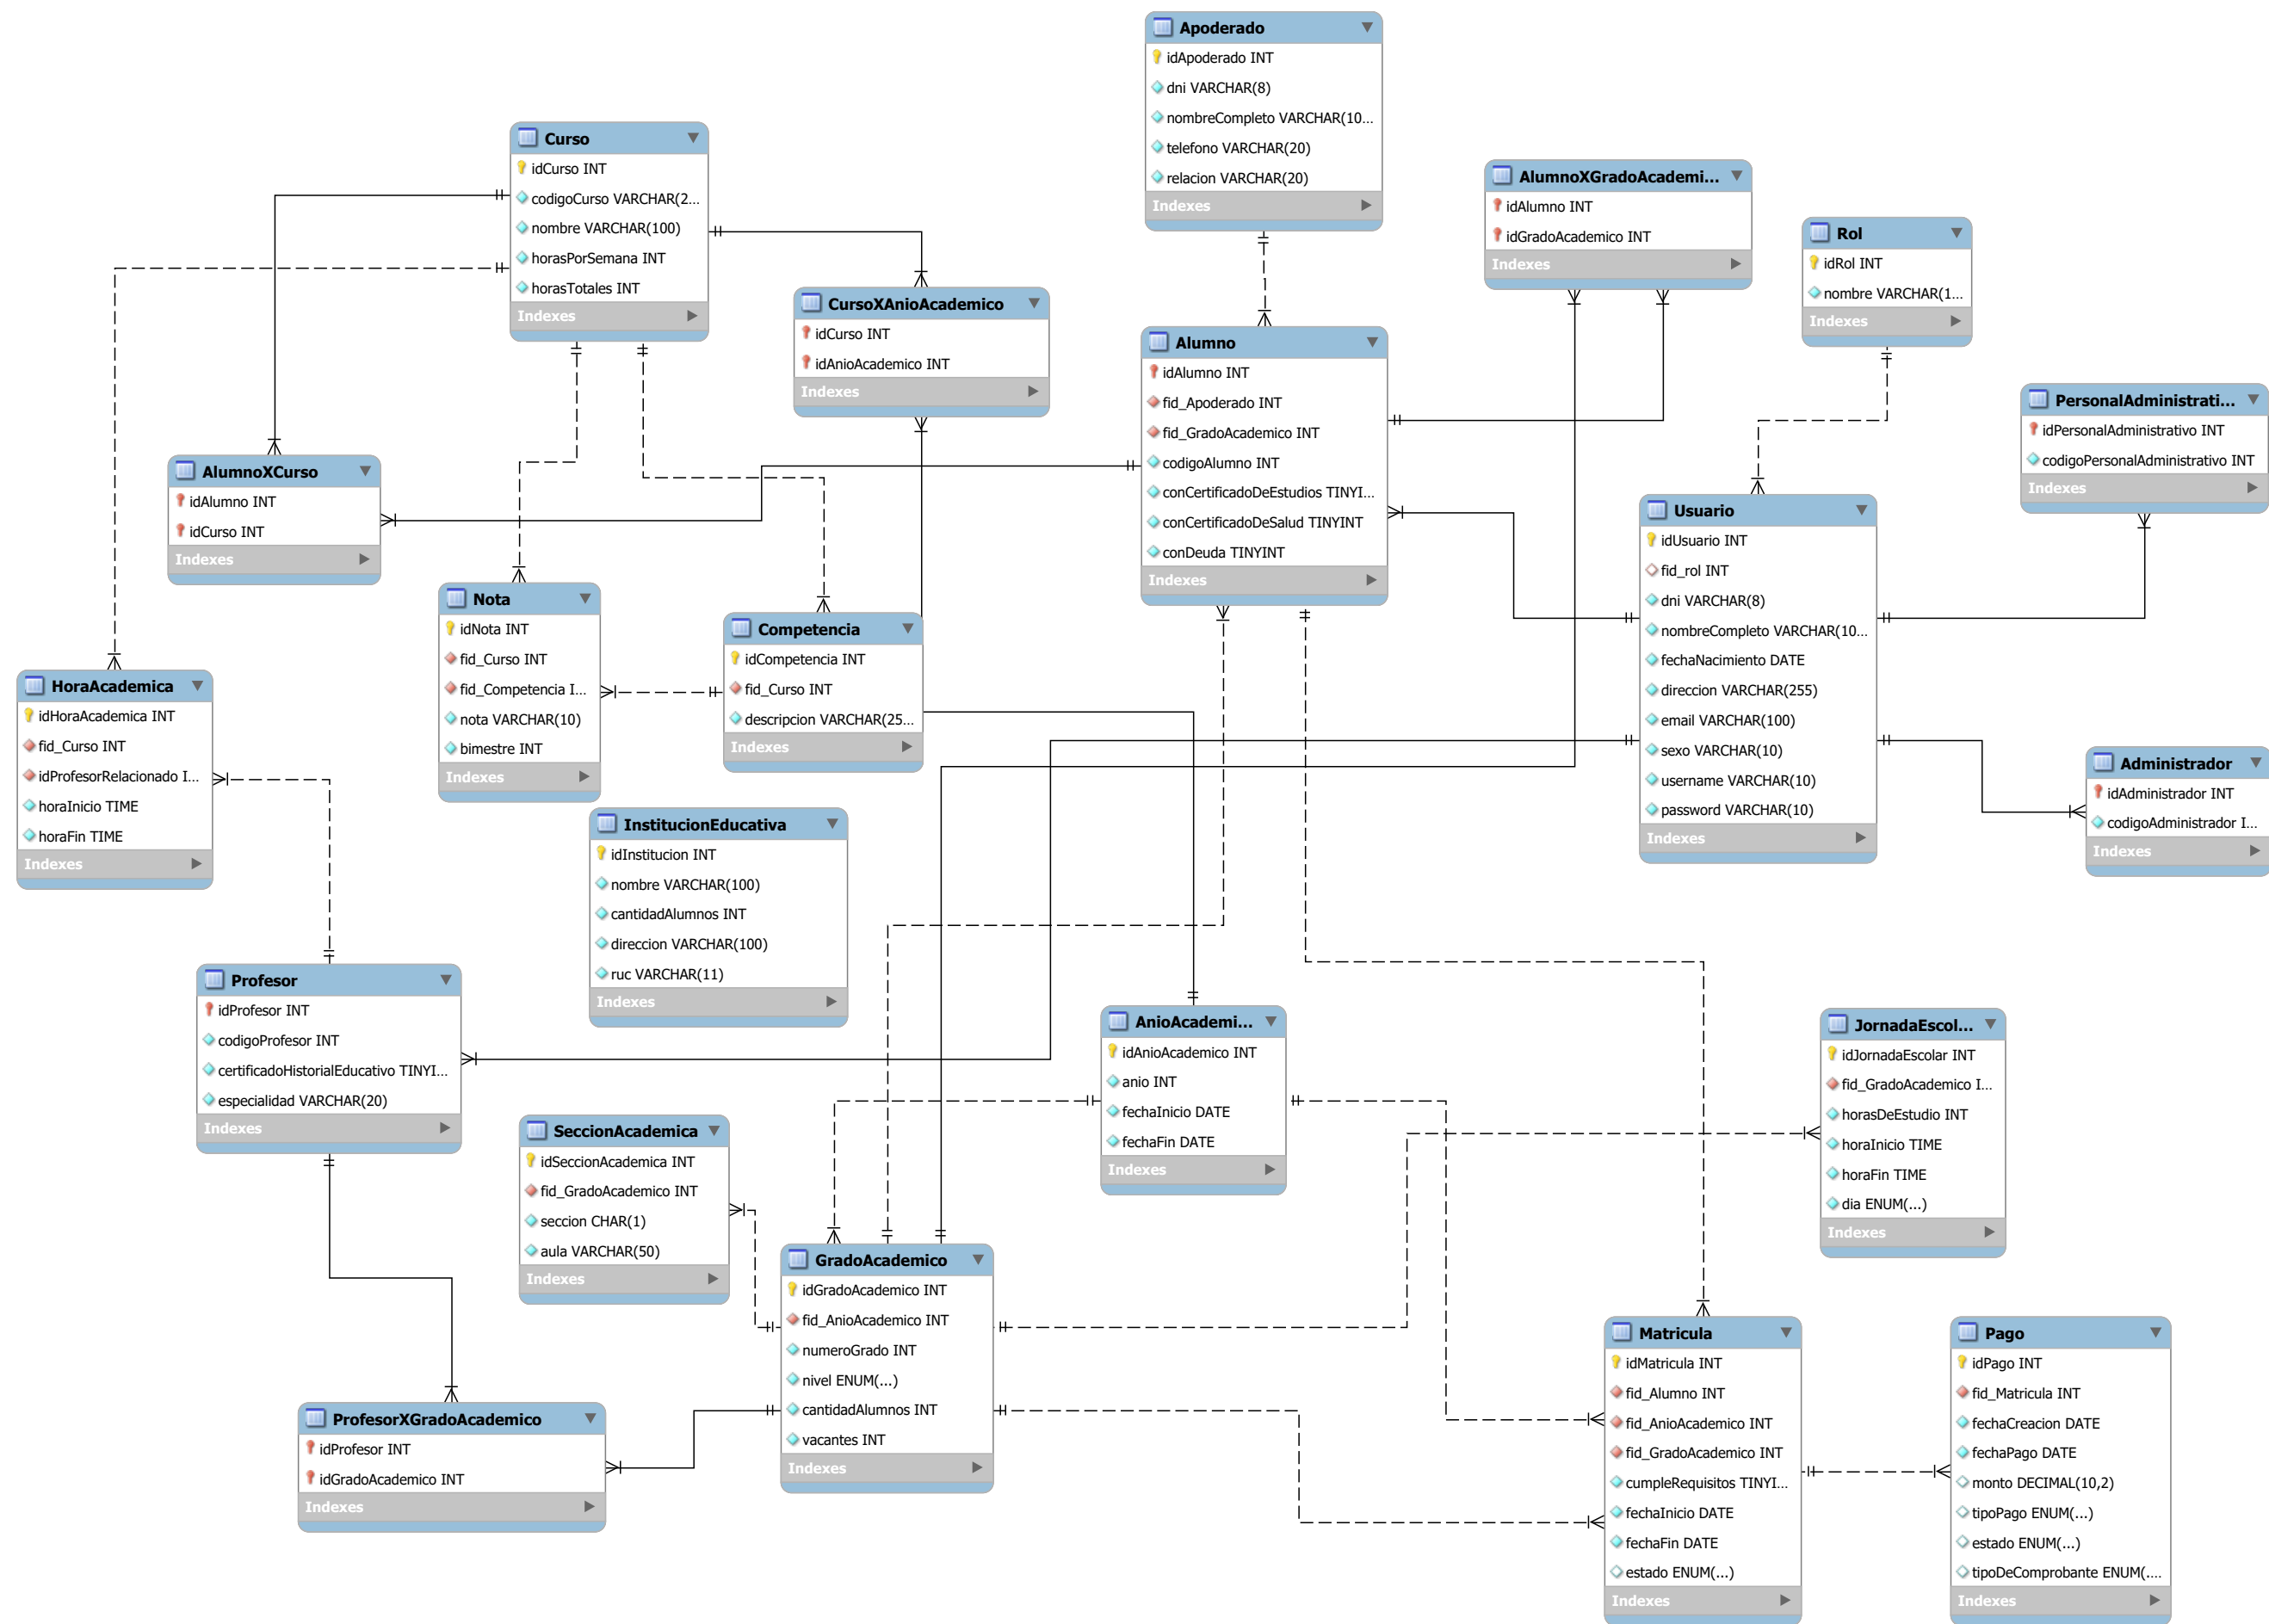 Apoderado
idApoderado INT
dni VARCHAR(8)
nombreCompleto VARCHAR(10...
telefono VARCHAR(20)
relacion VARCHAR(20)
Indexes
Curso
idCurso INT
codigoCurso VARCHAR(2...
nombre VARCHAR(100)
horasPorSemana INT
horasTotales INT
Indexes
AlumnoXGradoAcademi...
idAlumno INT
idGradoAcademico INT
Indexes
Rol
idRol INT
nombre VARCHAR(1...
Indexes
CursoXAnioAcademico
idCurso INT
idAnioAcademico INT
Indexes
Alumno
idAlumno INT
fid_Apoderado INT
fid_GradoAcademico INT
codigoAlumno INT
conCertificadoDeEstudios TINYI...
conCertificadoDeSalud TINYINT
conDeuda TINYINT
Indexes
PersonalAdministrati...
idPersonalAdministrativo INT
codigoPersonalAdministrativo INT
Indexes
AlumnoXCurso
idAlumno INT
idCurso INT
Indexes
Usuario
idUsuario INT
fid_rol INT
dni VARCHAR(8)
nombreCompleto VARCHAR(10...
fechaNacimiento DATE
direccion VARCHAR(255)
email VARCHAR(100)
sexo VARCHAR(10)
username VARCHAR(10)
password VARCHAR(10)
Indexes
Nota
idNota INT
fid_Curso INT
fid_Competencia I...
nota VARCHAR(10)
bimestre INT
Indexes
Competencia
idCompetencia INT
fid_Curso INT
descripcion VARCHAR(25...
Indexes
HoraAcademica
idHoraAcademica INT
fid_Curso INT
idProfesorRelacionado I...
horaInicio TIME
horaFin TIME
Indexes
Administrador
idAdministrador INT
codigoAdministrador I...
Indexes
InstitucionEducativa
idInstitucion INT
nombre VARCHAR(100)
cantidadAlumnos INT
direccion VARCHAR(100)
ruc VARCHAR(11)
Indexes
Profesor
idProfesor INT
codigoProfesor INT
certificadoHistorialEducativo TINYI...
especialidad VARCHAR(20)
Indexes
AnioAcademi...
idAnioAcademico INT
anio INT
fechaInicio DATE
fechaFin DATE
Indexes
JornadaEscol...
idJornadaEscolar INT
fid_GradoAcademico I...
horasDeEstudio INT
horaInicio TIME
horaFin TIME
dia ENUM(...)
Indexes
SeccionAcademica
idSeccionAcademica INT
fid_GradoAcademico INT
seccion CHAR(1)
aula VARCHAR(50)
Indexes
GradoAcademico
idGradoAcademico INT
fid_AnioAcademico INT
numeroGrado INT
nivel ENUM(...)
cantidadAlumnos INT
vacantes INT
Indexes
Matricula
idMatricula INT
fid_Alumno INT
fid_AnioAcademico INT
fid_GradoAcademico INT
cumpleRequisitos TINYI...
fechaInicio DATE
fechaFin DATE
estado ENUM(...)
Indexes
Pago
idPago INT
fid_Matricula INT
fechaCreacion DATE
fechaPago DATE
monto DECIMAL(10,2)
tipoPago ENUM(...)
estado ENUM(...)
tipoDeComprobante ENUM(....
Indexes
ProfesorXGradoAcademico
idProfesor INT
idGradoAcademico INT
Indexes